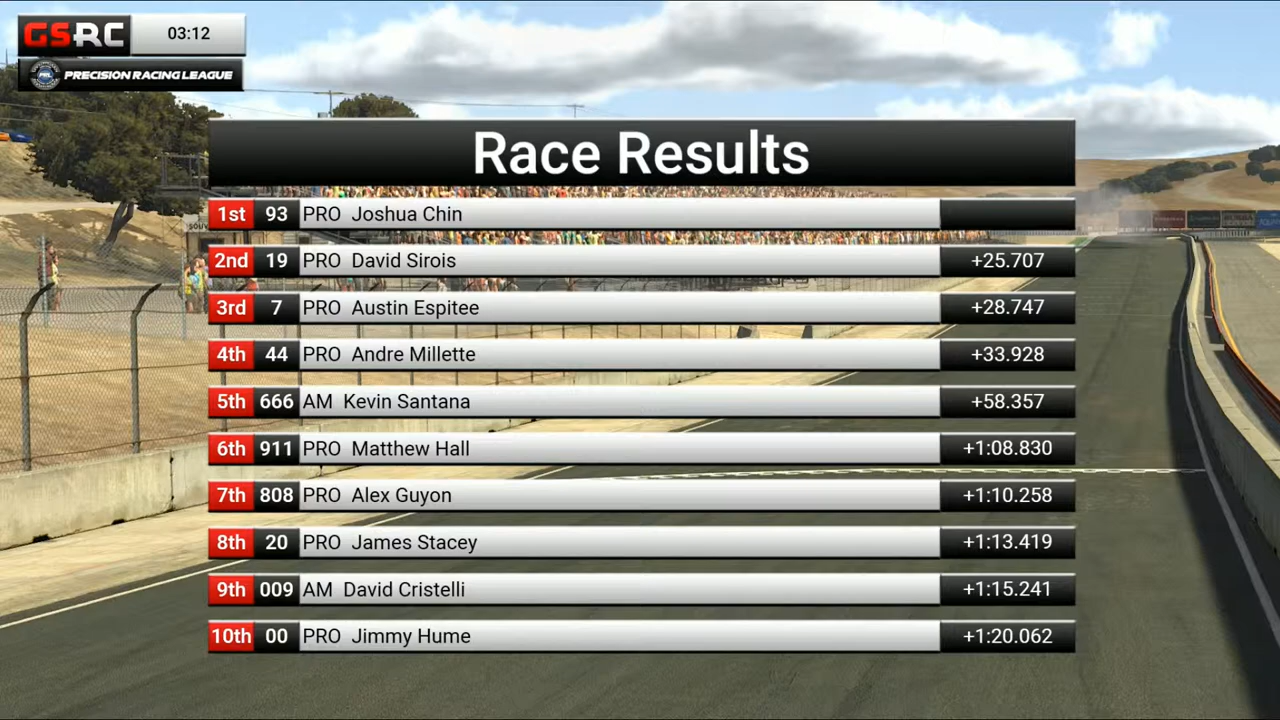 GSRC 03:12
PRECISION RACING LEAGUE
Race Results
1st 93 PRO Joshua Chin
2nd 19 PRO David Sirois +25.707
3rd 7 PRO Austin Espitee +28.747
4th 44 PRO Andre Millette +33.928
5th 666 AM Kevin Santana +58.357
6th 911 PRO Matthew Hall +1:08.830
7th 808 PRO Alex Guyon +1:10.258
8th 20 PRO James Stacey +1:13.419
9th 009 AM David Cristelli +1:15.241
10th 00 PRO Jimmy Hume +1:20.062